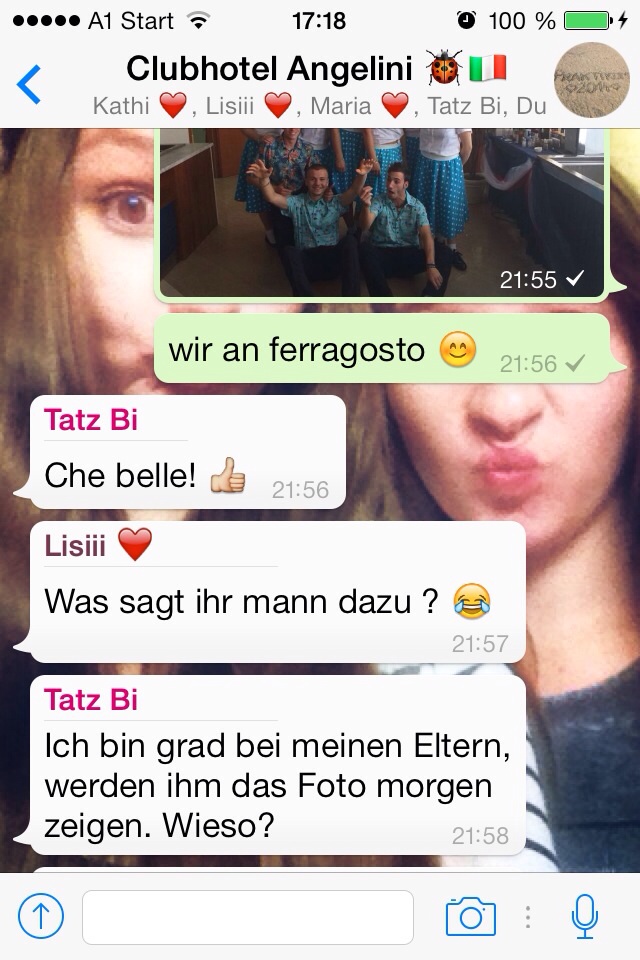 A1 Start 17:18 100 %
Clubhotel Angelini
Kathi ❤️, Lisiii ❤️, Maria ❤️, Tatz Bi, Du
21:55
wir an ferragosto 😊 21:56
Tatz Bi
Che belle! 👍 21:56
Lisiii ❤️
Was sagt ihr mann dazu ? 😂
21:57
Tatz Bi
Ich bin grad bei meinen Eltern,
werden ihm das Foto morgen
zeigen. Wieso? 21:58